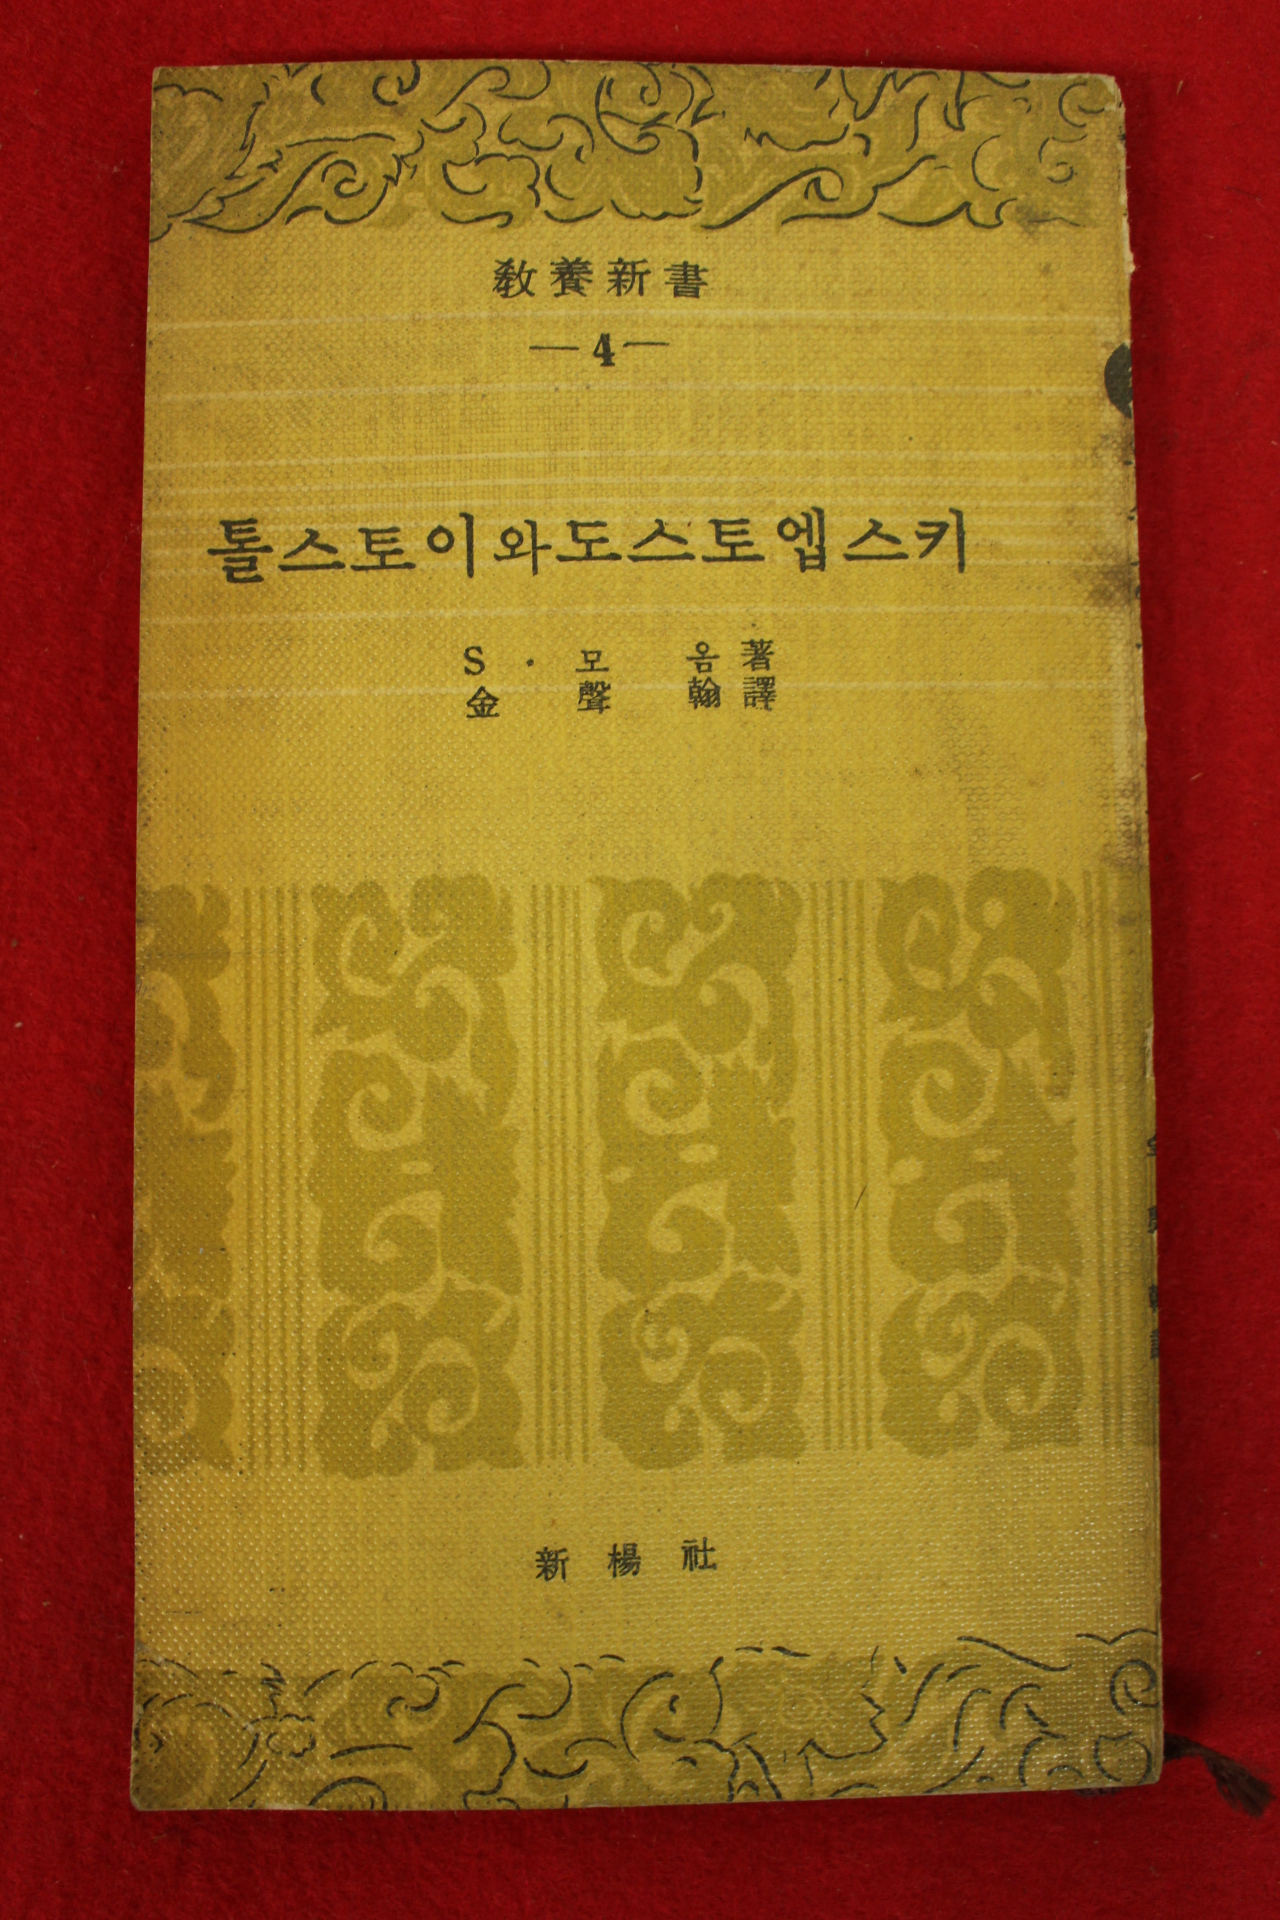 敎養新書
—4—
톨스토이와도스토엡스키
S·모옴著
金聲翰譯
新楊社